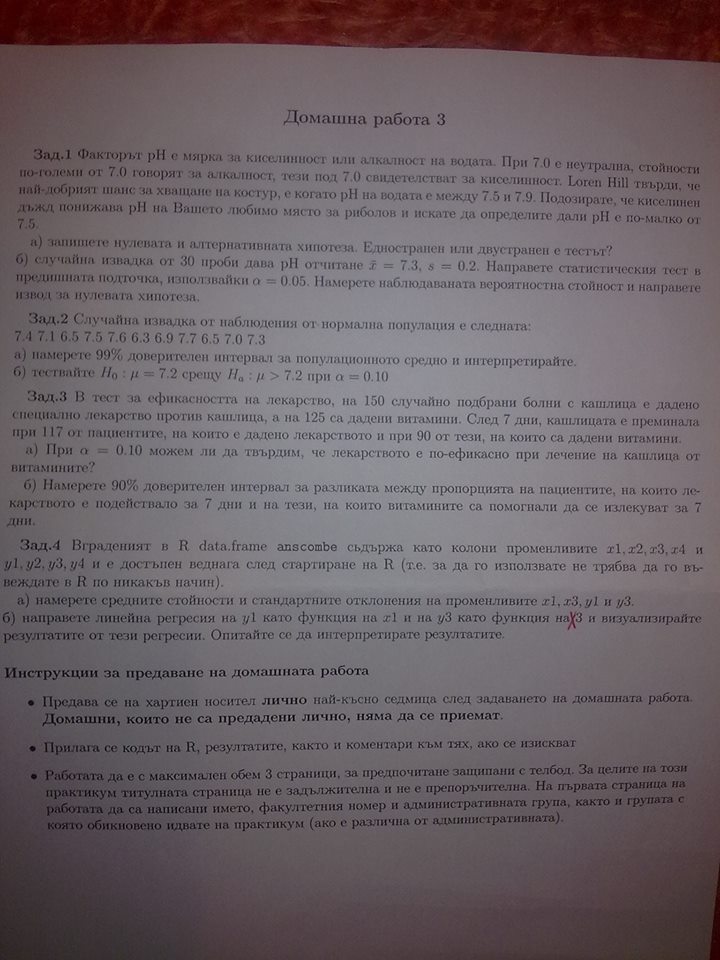 Домашна работа 3
Зад.1 Факторът pH е мярка за киселинност или алкалност на водата. При 7.0 е неутрална, стойности
по-големи от 7.0 говорят за алкалност, тези под 7.0 свидетелстват за киселинност. Loren Hill твърди, че
най-добрият шанс за хващане на костур, е когато pH на водата е между 7.5 и 7.9. Подозирате, че киселинен
дъжд понижава pH на Вашето любимо място за риболов и искате да определите дали pH е по-малко от
7.5.
а) запишете нулевата и алтернативната хипотеза. Едностранен или двустранен е тестът?
б) случайна извадка от 30 проби дава pH отчитане x̄ = 7.3, s = 0.2. Направете статистическия тест в
предишната подточка, използвайки α = 0.05. Намерете наблюдаваната вероятностна стойност и направете
извод за нулевата хипотеза.
Зад.2 Случайна извадка от наблюдения от нормална популация е следната:
7.4 7.1 6.5 7.5 7.6 6.3 6.9 7.7 6.5 7.0 7.3
а) намерете 99% доверителен интервал за популационното средно и интерпретирайте.
б) тествайте H₀ : μ = 7.2 срещу Hₐ : μ > 7.2 при α = 0.10
Зад.3 В тест за ефикасността на лекарство, на 150 случайно подбрани болни с кашлица е дадено
специално лекарство против кашлица, а на 125 са дадени витамини. След 7 дни, кашлицата е преминала
при 117 от пациентите, на които е дадено лекарството и при 90 от тези, на които са дадени витамини.
а) При α = 0.10 можем ли да твърдим, че лекарството е по-ефикасно при лечение на кашлица от
витамините?
б) Намерете 90% доверителен интервал за разликата между пропорцията на пациентите, на които ле-
карството е подействало за 7 дни и на тези, на които витамините са помогнали да се излекуват за 7
дни.
Зад.4 Вграденият в R data.frame anscombe съдържа като колони променливите x1, x2, x3, x4 и
y1, y2, y3, y4 и е достъпен веднага след стартиране на R (т.е. за да го използвате не трябва да го въ-
веждате в R по никакъв начин).
а) намерете средните стойности и стандартните отклонения на променливите x1, x3, y1 и y3.
б) направете линейна регресия на y1 като функция на x1 и на y3 като функция на x3 и визуализирайте
резултатите от тези регресии. Опитайте се да интерпретирате резултатите.
Инструкции за предаване на домашната работа
• Предава се на хартиен носител лично най-късно седмица след задаването на домашната работа.
Домашни, които не са предадени лично, няма да се приемат.
• Прилага се кодът на R, резултатите, както и коментари към тях, ако се изискват
• Работата да е с максимален обем 3 страници, за предпочитане защипани с телбод. За целите на този
практикум титулната страница не е задължителна и не е препоръчителна. На първата страница на
работата да са написани името, факултетния номер и административната група, както и групата с
която обикновено идвате на практикум (ако е различна от административната).